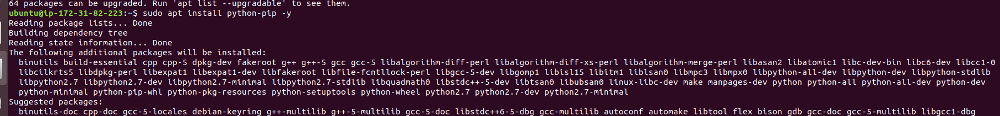 64 packages can be upgraded. Run 'apt list --upgradable' to see them.
ubuntu@ip-172-31-82-223:~$ sudo apt install python-pip -y
Reading package lists... Done
Building dependency tree
Reading state information... Done
The following additional packages will be installed:
binutils build-essential cpp cpp-5 dpkg-dev fakeroot g++ g++-5 gcc gcc-5 libalgorithm-diff-perl libalgorithm-diff-xs-perl libalgorithm-merge-perl libasan2 libatomic1 libc-dev-bin libc6-dev libcc1-0
libcilkrts5 libdpkg-perl libexpat1 libexpat1-dev libfakeroot libfile-fcntllock-perl libgcc-5-dev libgomp1 libisl15 libitm1 liblsan0 libmpc3 libmpx0 libpython-all-dev libpython-dev libpython-stdlib
libpython2.7 libpython2.7-dev libpython2.7-minimal libpython2.7-stdlib libquadmath0 libstdc++-5-dev libtsan0 libubsan0 linux-libc-dev make manpages-dev python python-all python-all-dev python-dev
python-minimal python-pip-whl python-pkg-resources python-setuptools python-wheel python2.7 python2.7-dev python2.7-minimal
Suggested packages:
binutils-doc cpp-doc gcc-5-locales debian-keyring g++-multilib g++-5-multilib gcc-5-doc libstdc++6-5-dbg gcc-multilib autoconf automake libtool flex bison gdb gcc-doc gcc-5-multilib libgcc1-dbg